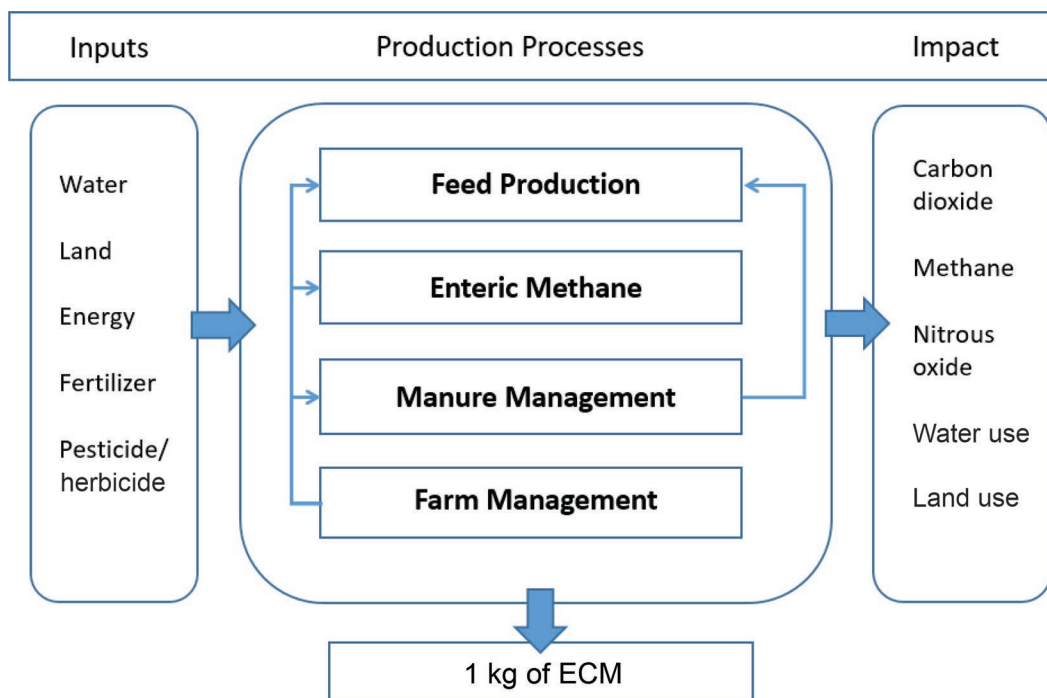 Inputs
Production Processes
Impact
Water
Land
Energy
Fertilizer
Pesticide/
herbicide
Feed Production
Enteric Methane
Manure Management
Farm Management
Carbon
dioxide
Methane
Nitrous
oxide
Water use
Land use
1 kg of ECM